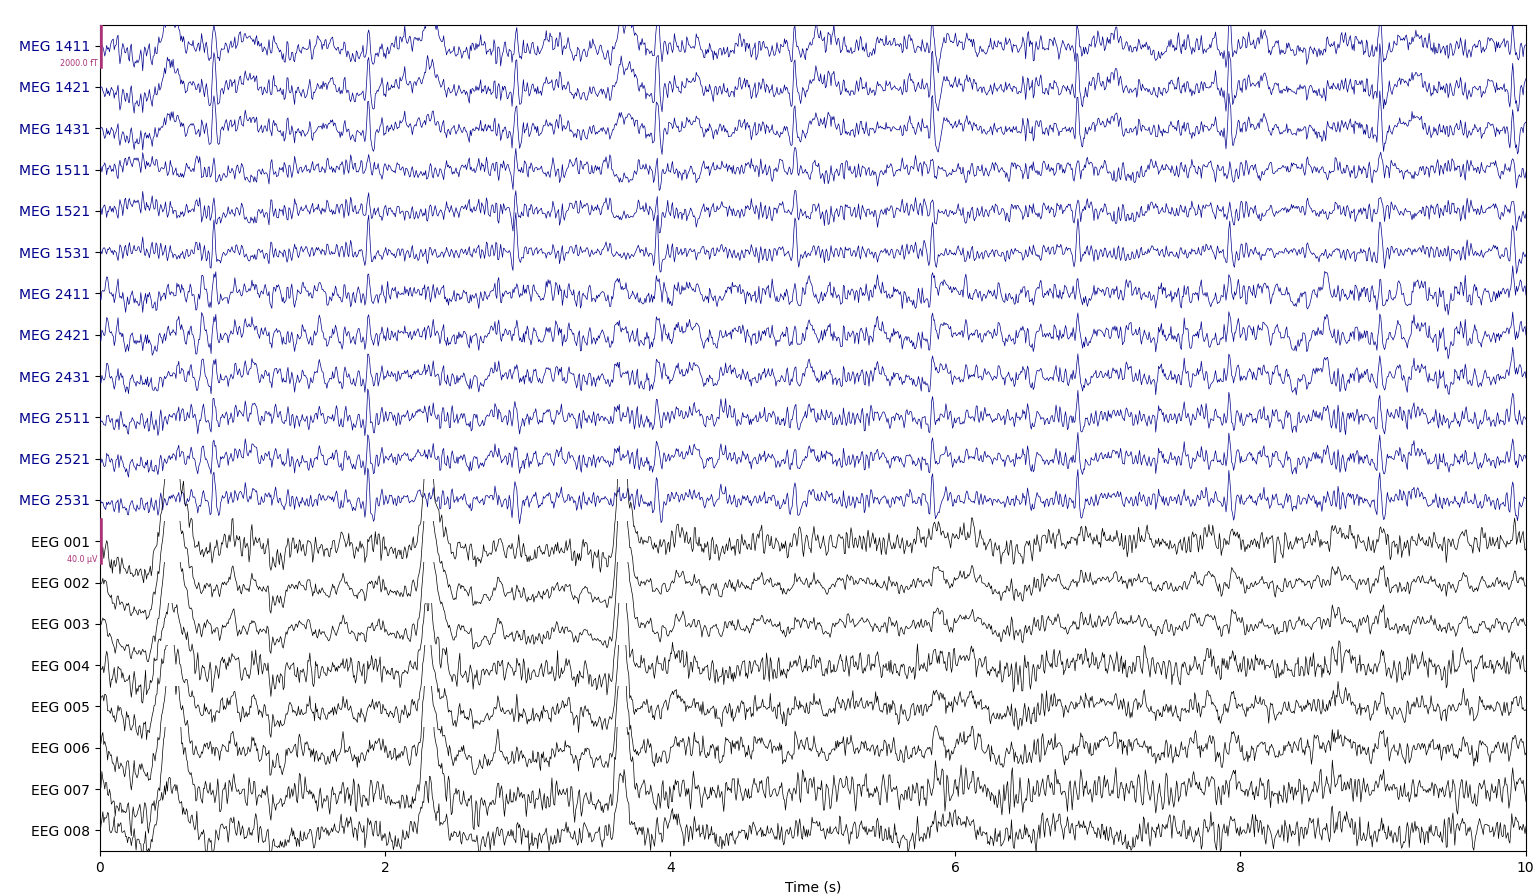 MEG 1411
2000.0 fT
MEG 1421
MEG 1431
MEG 1511
MEG 1521
MEG 1531
MEG 2411
MEG 2421
MEG 2431
MEG 2511
MEG 2521
MEG 2531
EEG 001
40.0 µV
EEG 002
EEG 003
EEG 004
EEG 005
EEG 006
EEG 007
EEG 008
0 2 4 6 8 10
Time (s)